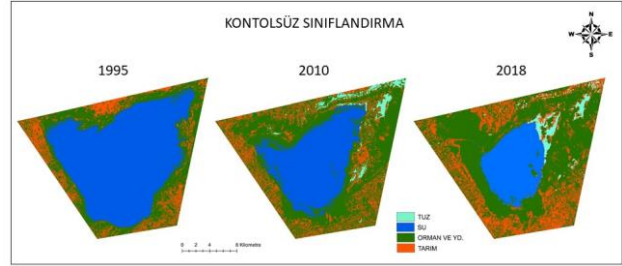 KONTOLSÜZ SINIFLANDIRMA
N
W E
S
1995
2010
2018
TUZ
SU
ORMAN VE YD.
TARIM
0 2 4 8 Kilometre